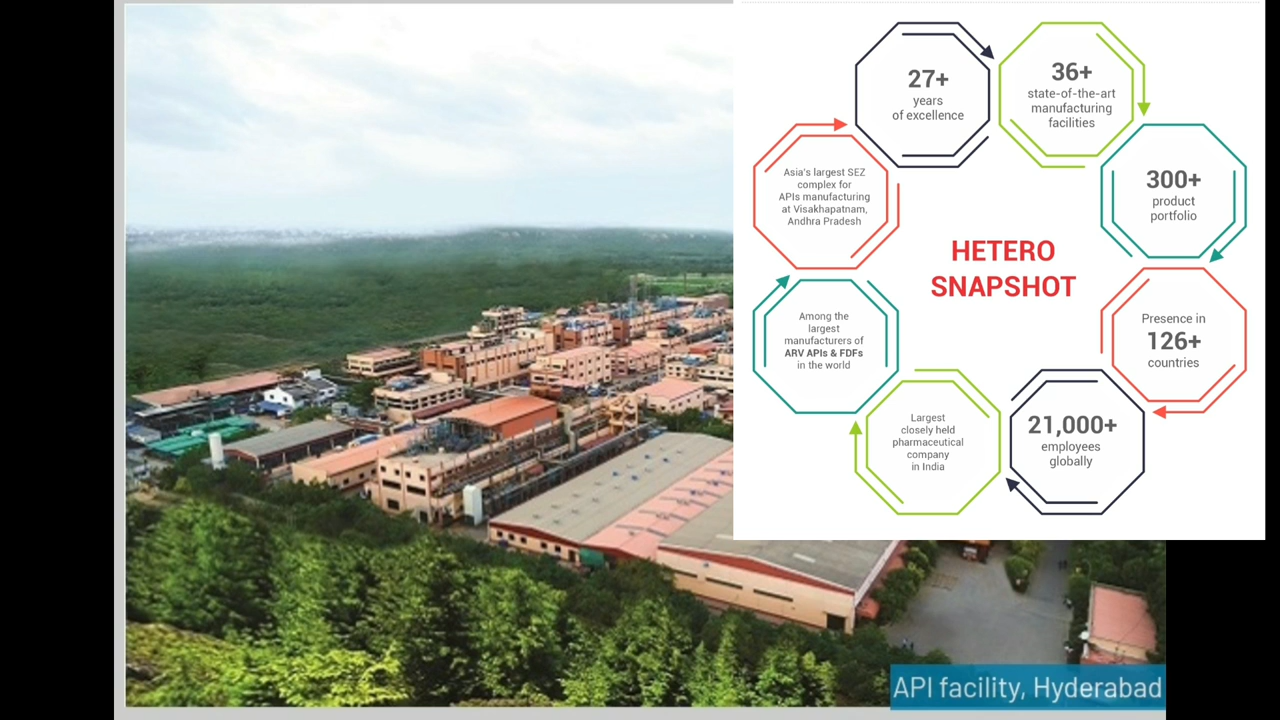 27+
years
of excellence
36+
state-of-the-art
manufacturing
facilities
300+
product
portfolio
Presence in
126+
countries
21,000+
employees
globally
Largest
closely held
pharmaceutical
company
in India
Among the
largest
manufacturers of
ARV APIs & FDFs
in the world
Asia's largest SEZ
complex for
APIs manufacturing
at Visakhapatnam,
Andhra Pradesh
HETERO
SNAPSHOT
API facility, Hyderabad